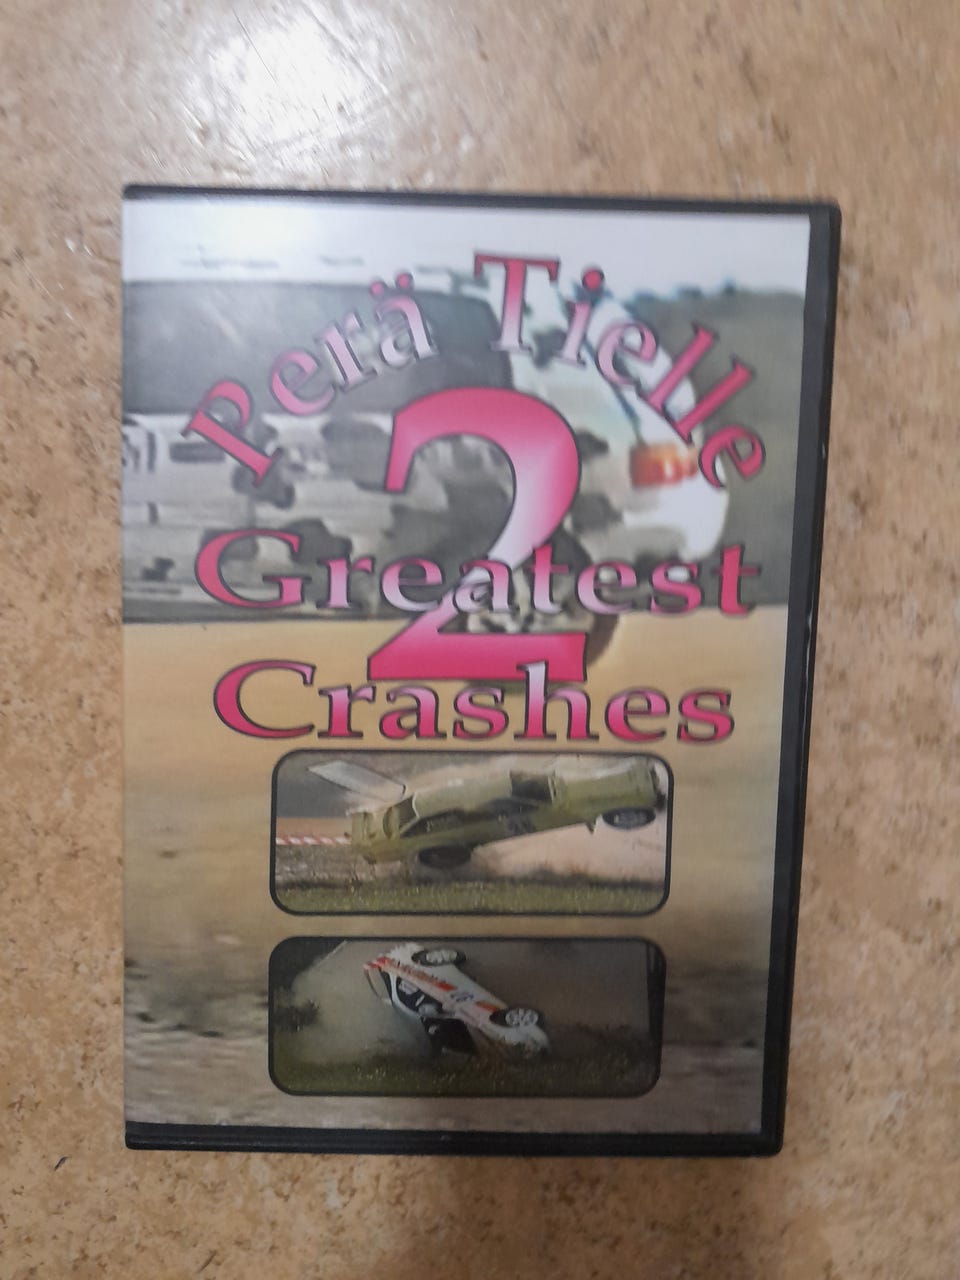 Perä Tielle
2
Greatest
Crashes